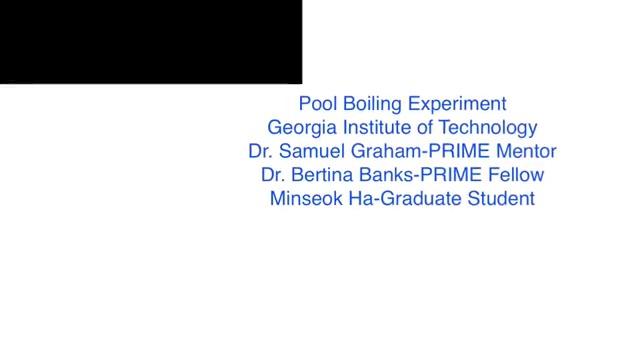 Pool Boiling Experiment
Georgia Institute of Technology
Dr. Samuel Graham-PRIME Mentor
Dr. Bertina Banks-PRIME Fellow
Minseok Ha-Graduate Student